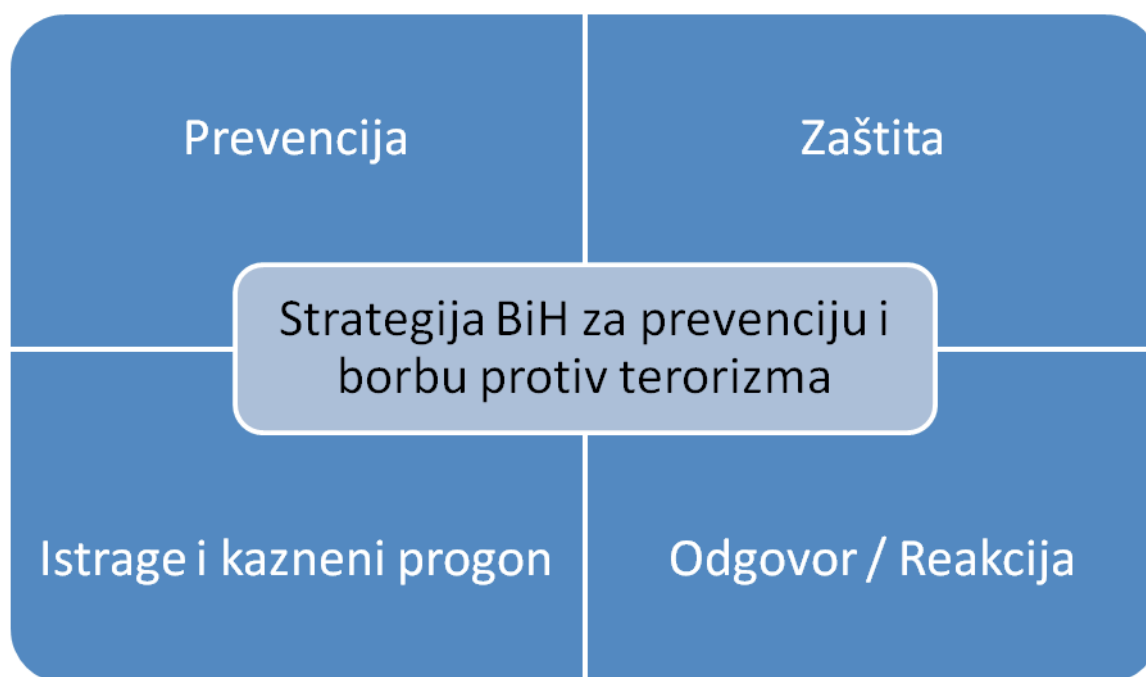 Prevencija
Zaštita
Strategija BiH za prevenciju i
borbu protiv terorizma
Istrage i kazneni progon
Odgovor / Reakcija